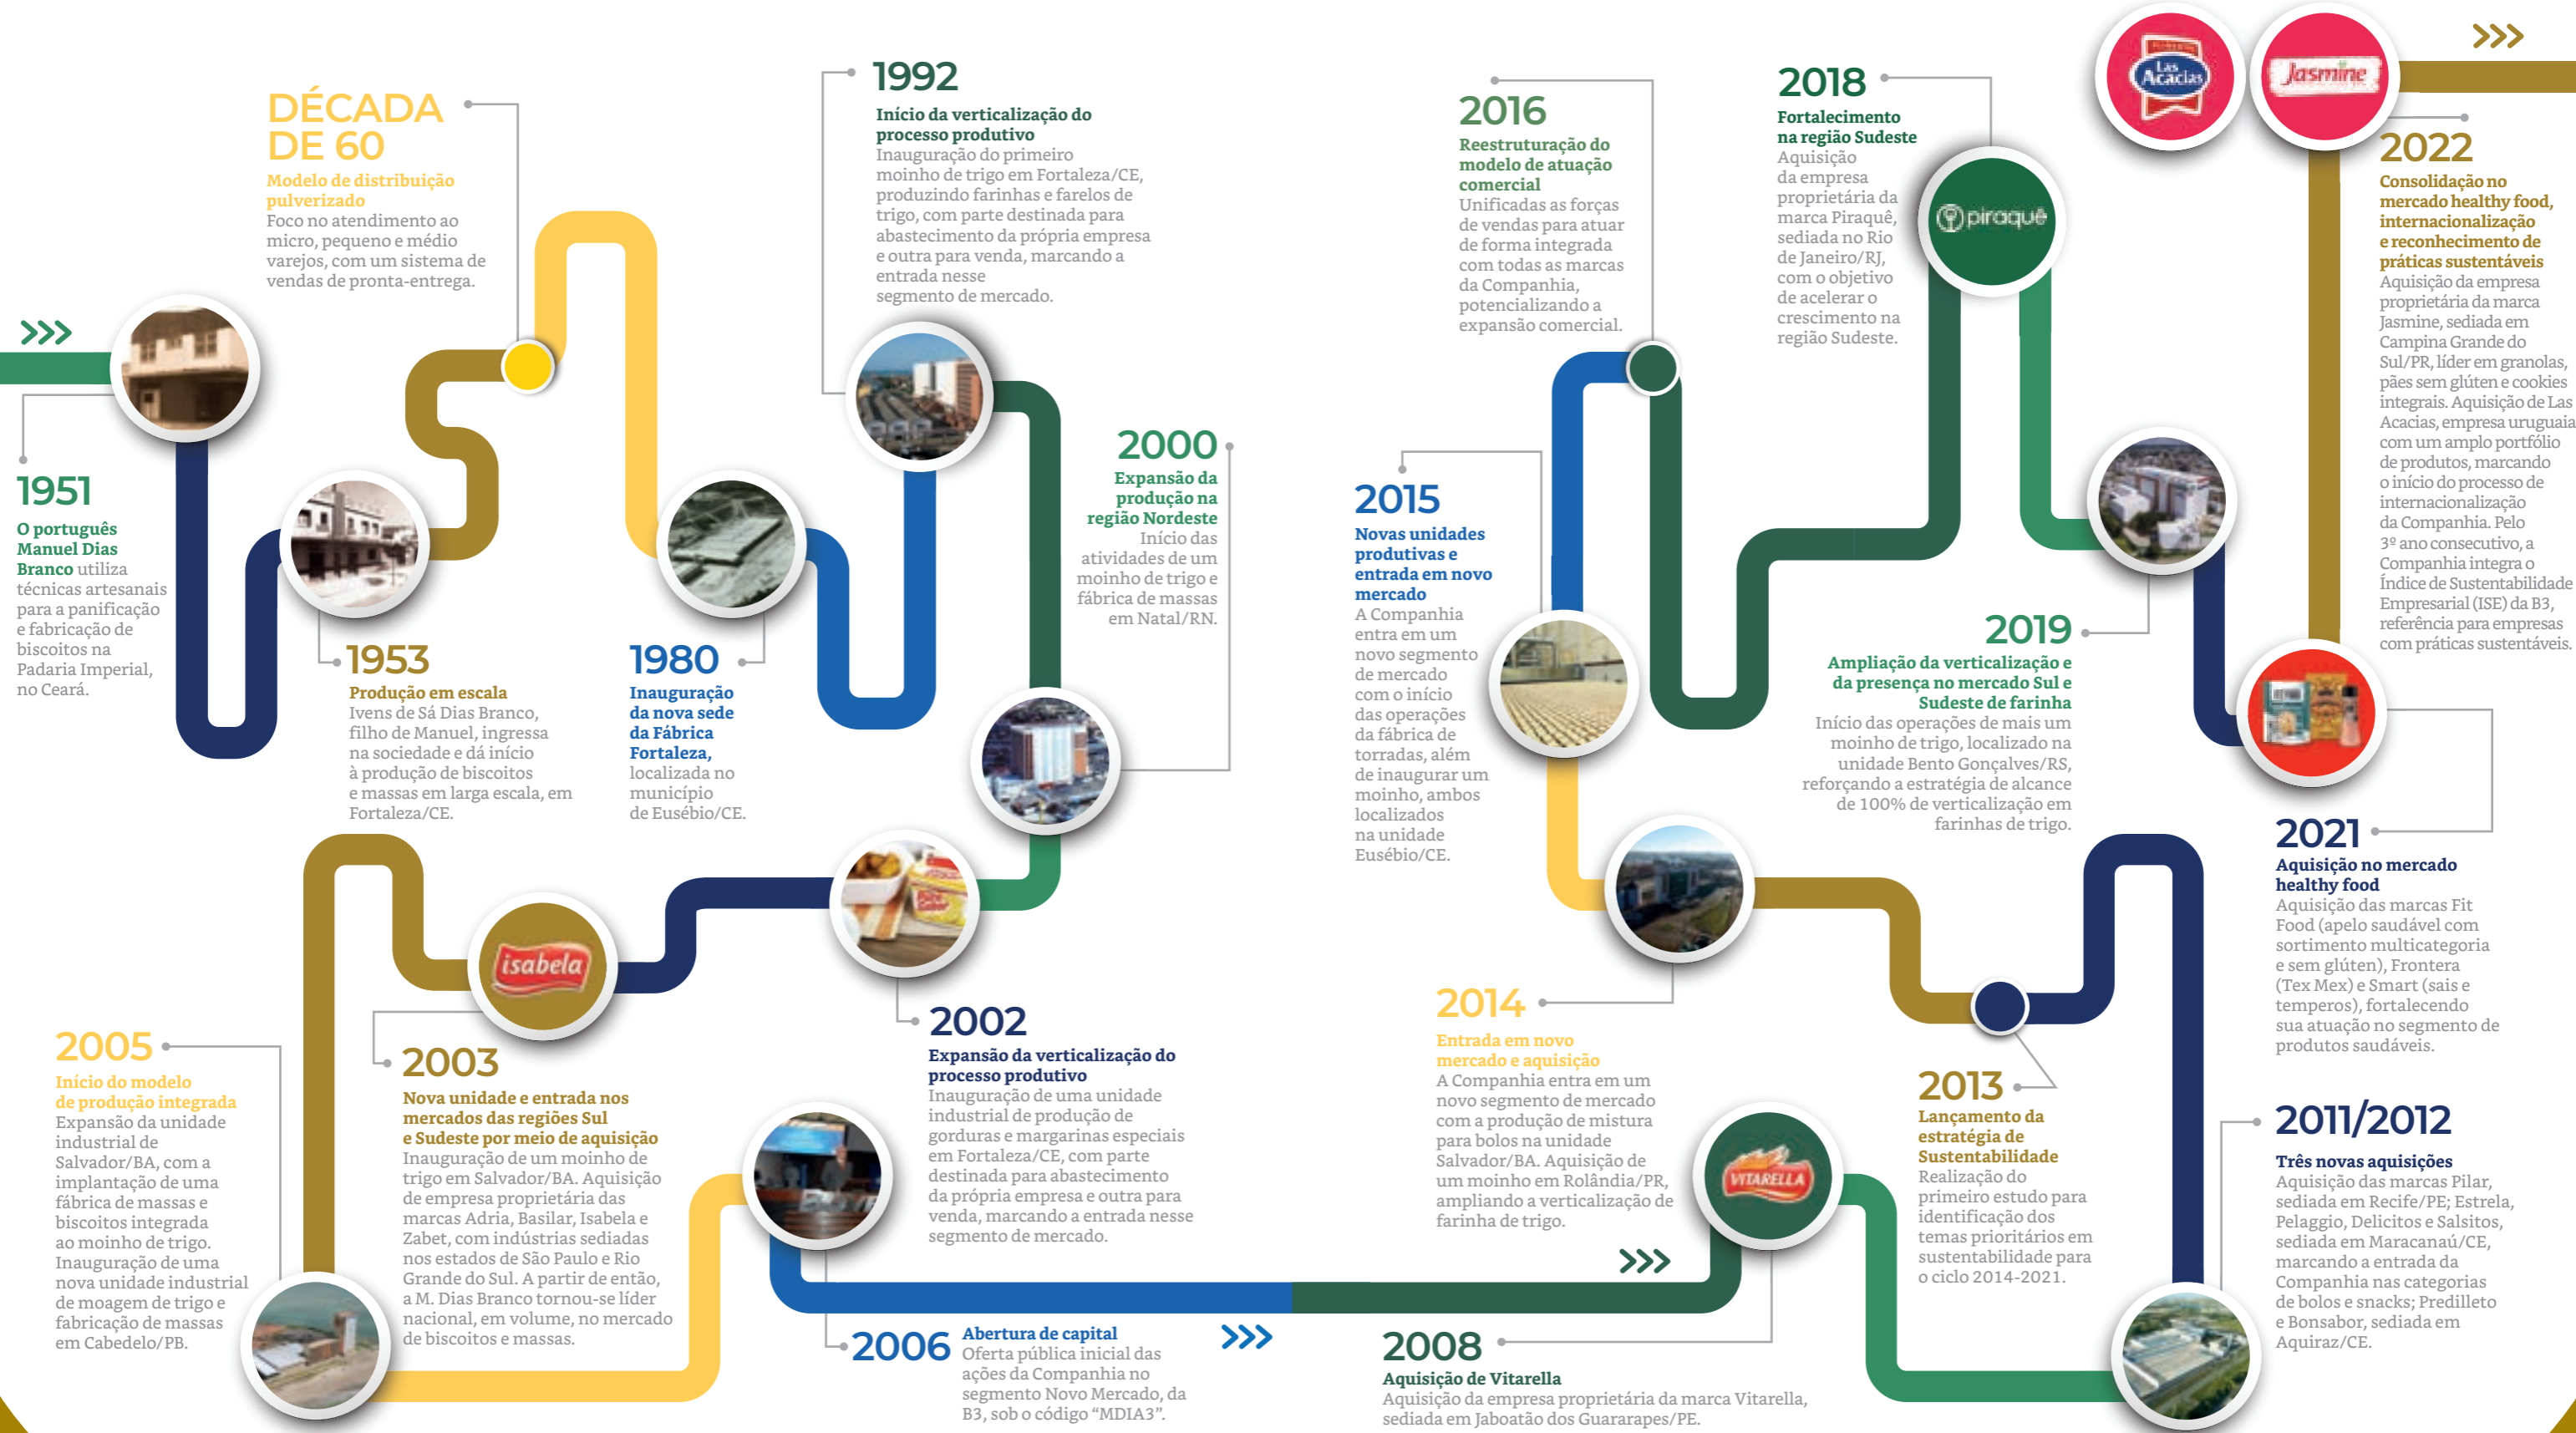 1951
O português
Manuel Dias
Branco utiliza
técnicas artesanais
para a panificação
e fabricação de
biscoitos na
Padaria Imperial,
no Ceará.
1953
Produção em escala
Ivens de Sá Dias Branco,
filho de Manuel, ingressa
na sociedade e dá início
à produção de biscoitos
e massas em larga escala, em
Fortaleza/CE.
DÉCADA
DE 60
Modelo de distribuição
pulverizado
Foco no atendimento ao
micro, pequeno e médio
varejos, com um sistema de
vendas de pronta-entrega.
1980
Inauguração
da nova sede
da Fábrica
Fortaleza,
localizada no
município
de Eusébio/CE.
1992
Início da verticalização do
processo produtivo
Inauguração do primeiro
moinho de trigo em Fortaleza/CE,
produzindo farinhas e farelos de
trigo, com parte destinada para
abastecimento da própria empresa
e outra para venda, marcando a
entrada nesse
segmento de mercado.
2000
Expansão da
produção na
região Nordeste
Início das
atividades de um
moinho de trigo e
fábrica de massas
em Natal/RN.
2002
Expansão da verticalização do
processo produtivo
Inauguração de uma unidade
industrial de produção de
gorduras e margarinas especiais
em Fortaleza/CE, com parte
destinada para abastecimento
da própria empresa e outra para
venda, marcando a entrada nesse
segmento de mercado.
isabela
2003
Nova unidade e entrada nos
mercados das regiões Sul
e Sudeste por meio de aquisição
Inauguração de um moinho de
trigo em Salvador/BA. Aquisição
de empresa proprietária das
marcas Adria, Basilar, Isabela e
Zabet, com indústrias sediadas
nos estados de São Paulo e Rio
Grande do Sul. A partir de então,
a M. Dias Branco tornou-se líder
nacional, em volume, no mercado
de biscoitos e massas.
2005
Início do modelo
de produção integrada
Expansão da unidade
industrial de
Salvador/BA, com a
implantação de uma
fábrica de massas e
biscoitos integrada
ao moinho de trigo.
Inauguração de uma
nova unidade industrial
de moagem de trigo e
fabricação de massas
em Cabedelo/PB.
2006
Abertura de capital
Oferta pública inicial das
ações da Companhia no
segmento Novo Mercado, da
B3, sob o código “MDIA3”.
VITARELLA
2008
Aquisição de Vitarella
Aquisição da empresa proprietária da marca Vitarella,
sediada em Jaboatão dos Guararapes/PE.
2011/2012
Três novas aquisições
Aquisição das marcas Pilar,
sediada em Recife/PE; Estrela,
Pelaggio, Delicitos e Salsitos,
sediada em Maracanaú/CE,
marcando a entrada da
Companhia nas categorias
de bolos e snacks; Predilleto
e Bonsabor, sediada em
Aquiraz/CE.
2013
Lançamento da
estratégia de
Sustentabilidade
Realização do
primeiro estudo para
identificação dos
temas prioritários em
sustentabilidade para
o ciclo 2014-2021.
2014
Entrada em novo
mercado e aquisição
A Companhia entra em um
novo segmento de mercado
com a produção de mistura
para bolos na unidade
Salvador/BA. Aquisição de
um moinho em Rolândia/PR,
ampliando a verticalização de
farinha de trigo.
2015
Novas unidades
produtivas e
entrada em novo
mercado
A Companhia
entra em um
novo segmento
de mercado
com o início
das operações
da fábrica de
torradas, além
de inaugurar um
moinho, ambos
localizados
na unidade
Eusébio/CE.
2016
Reestruturação do
modelo de atuação
comercial
Unificadas as forças
de vendas para atuar
de forma integrada
com todas as marcas
da Companhia,
potencializando a
expansão comercial.
2018
Fortalecimento
na região Sudeste
Aquisição
da empresa
proprietária da
marca Piraquê,
sediada no Rio
de Janeiro/RJ,
com o objetivo
de acelerar o
crescimento na
região Sudeste.
piraquê
2019
Ampliação da verticalização e
da presença no mercado Sul e
Sudeste de farinha
Início das operações de mais um
moinho de trigo, localizado na
unidade Bento Gonçalves/RS,
reforçando a estratégia de alcance
de 100% de verticalização em
farinhas de trigo.
2021
Aquisição no mercado
healthy food
Aquisição das marcas Fit
Food (apelo saudável com
sortimento multicategoria
e sem glúten), Frontera
(Tex Mex) e Smart (sais e
temperos), fortalecendo
sua atuação no segmento de
produtos saudáveis.
Las
Acacias
Jasmine
2022
Consolidação no
mercado healthy food,
internacionalização
e reconhecimento de
práticas sustentáveis
Aquisição da empresa
proprietária da marca
Jasmine, sediada em
Campina Grande do
Sul/PR, líder em granolas,
pães sem glúten e cookies
integrais. Aquisição de Las
Acacias, empresa uruguaia
com um amplo portfólio
de produtos, marcando
o início do processo de
internacionalização
da Companhia. Pelo
3º ano consecutivo, a
Companhia integra o
Índice de Sustentabilidade
Empresarial (ISE) da B3,
referência para empresas
com práticas sustentáveis.